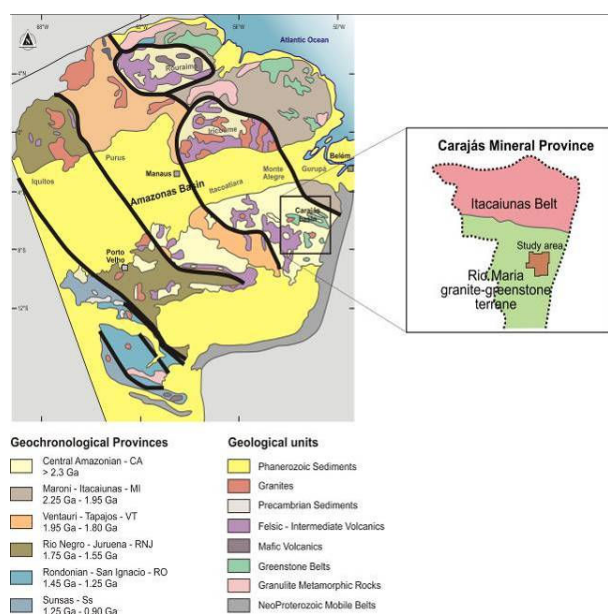 Atlantic Ocean
Purus
Manaus
Iquitos
Amazonas Basin
Itacoatiara
Monte
Alegre
Gurupá
Belém
Carajás
Porto
Velho
Carajás Mineral Province
Itacaiunas Belt
Study area
Rio Maria
granite-greenstone
terrane
Geochronological Provinces
Central Amazonian - CA
> 2.3 Ga
Maroni - Itacaiunas - MI
2.25 Ga - 1.95 Ga
Ventauri - Tapajos - VT
1.95 Ga - 1.80 Ga
Rio Negro - Juruena - RNJ
1.75 Ga - 1.55 Ga
Rondonian - San Ignacio - RO
1.45 Ga - 1.25 Ga
Sunsas - Ss
1.25 Ga - 0.90 Ga
Geological units
Phanerozoic Sediments
Granites
Precambrian Sediments
Felsic - Intermediate Volcanics
Mafic Volcanics
Greenstone Belts
Granulite Metamorphic Rocks
NeoProterozoic Mobile Belts